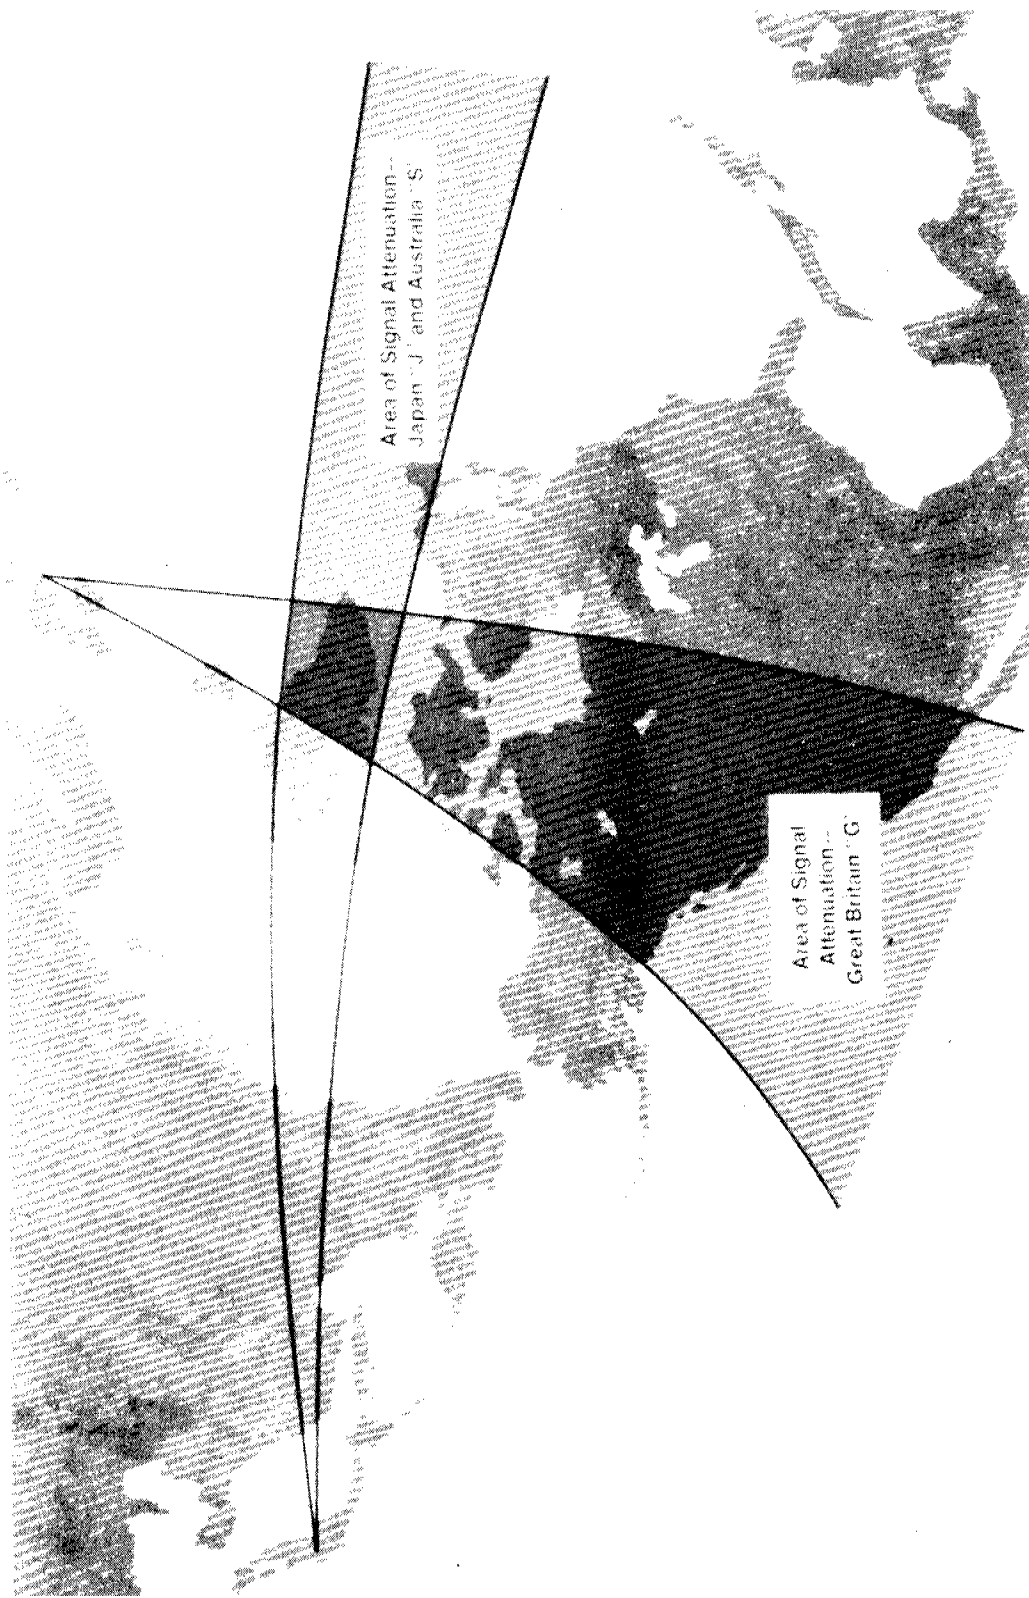 Area of Signal Attenuation--
Japan "J" and Australia "S"
Area of Signal
Attenuation--
Great Britain "G"